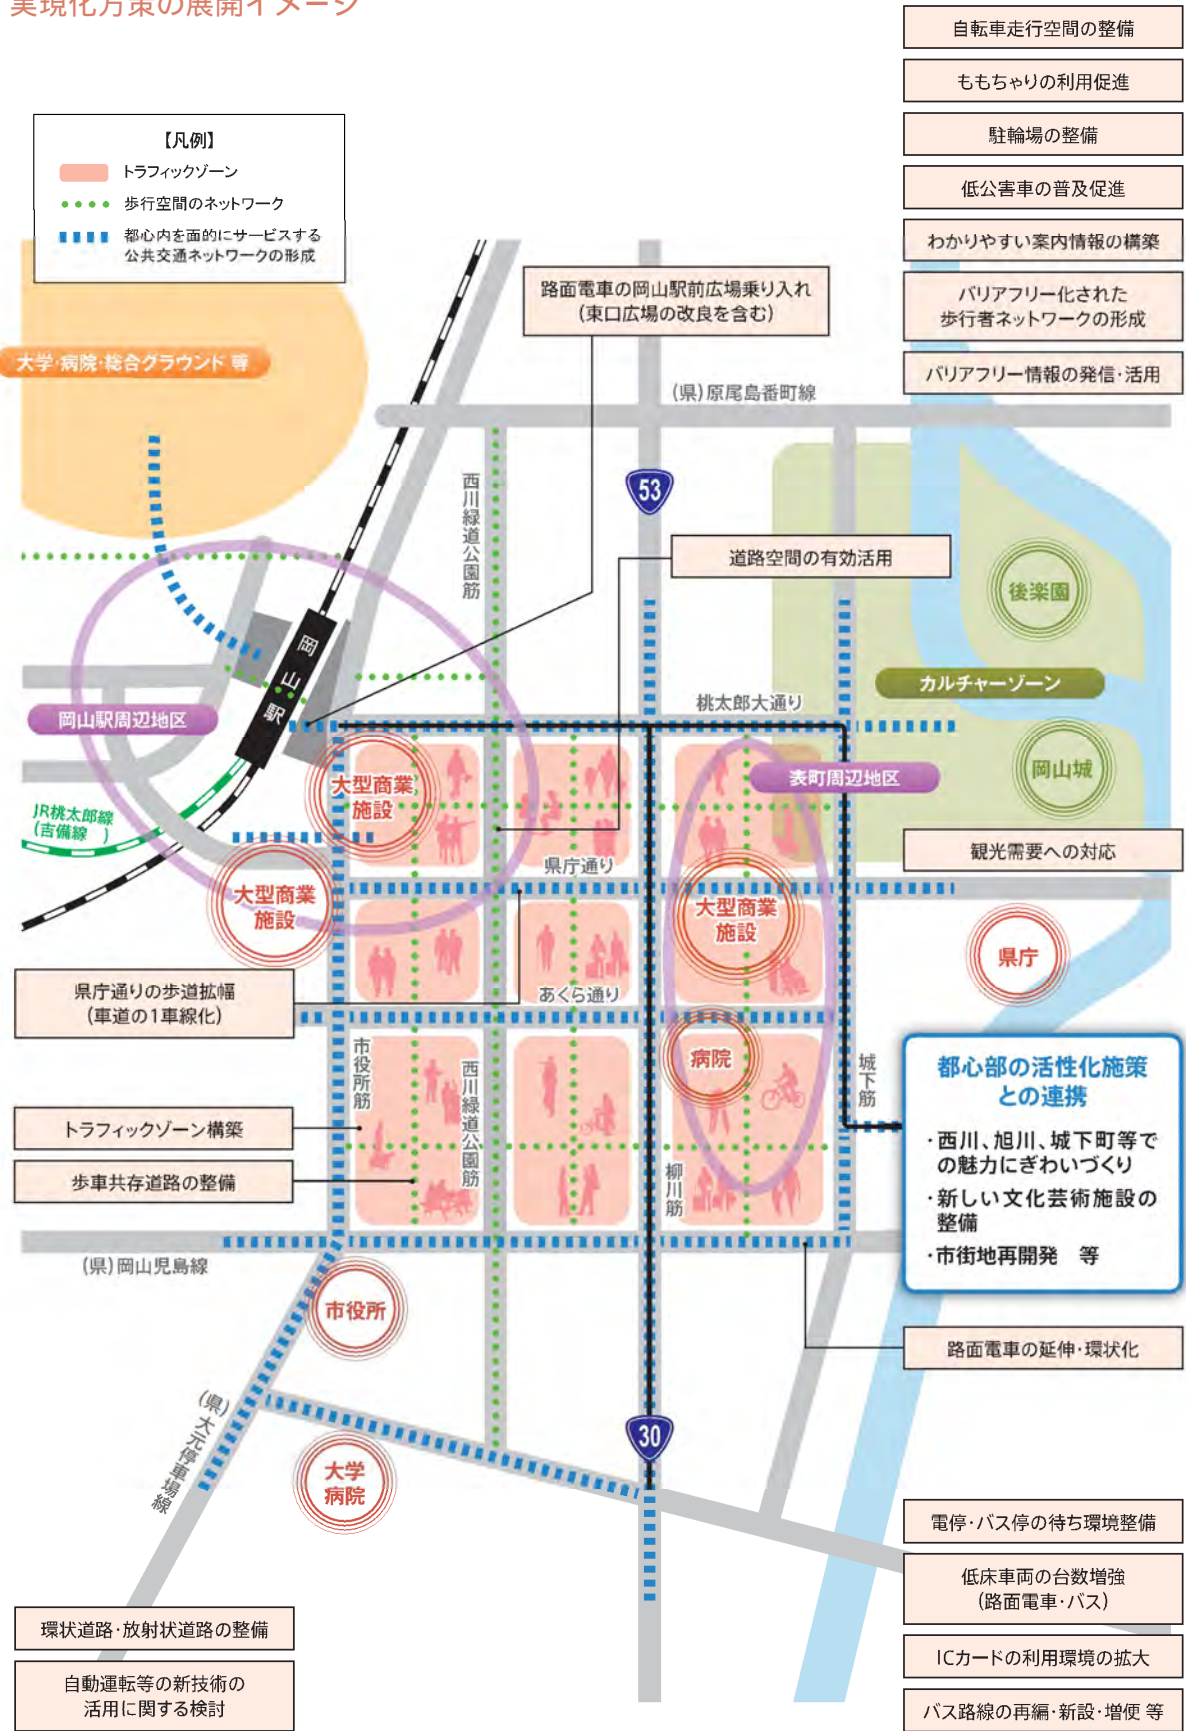 実現化方策の展開イメージ
自転車走行空間の整備
ももちゃりの利用促進
駐輪場の整備
低公害車の普及促進
わかりやすい案内情報の構築
バリアフリー化された
歩行者ネットワークの形成
バリアフリー情報の発信・活用
【凡例】
トラフィックゾーン
歩行空間のネットワーク
都心内を面的にサービスする
公共交通ネットワークの形成
路面電車の岡山駅前広場乗り入れ
(東口広場の改良を含む)
大学・病院・総合グラウンド 等
(県)原尾島番町線
西川緑道公園筋
53
道路空間の有効活用
後楽園
カルチャーゾーン
岡山駅
岡山駅周辺地区
桃太郎大通り
岡山城
表町周辺地区
大型商業
施設
JR桃太郎線
(吉備線 )
観光需要への対応
県庁通り
大型商業
施設
大型商業
施設
県庁
県庁通りの歩道拡幅
(車道の1車線化)
あくら通り
市役所筋
西川緑道公園筋
病院
城下筋
都心部の活性化施策
との連携
・西川、旭川、城下町等で
の魅力にぎわいづくり
・新しい文化芸術施設の
整備
・市街地再開発 等
トラフィックゾーン構築
歩車共存道路の整備
柳川筋
(県)岡山児島線
市役所
路面電車の延伸・環状化
(県)大元停車場線
30
大学
病院
電停・バス停の待ち環境整備
低床車両の台数増強
(路面電車・バス)
ICカードの利用環境の拡大
バス路線の再編・新設・増便 等
環状道路・放射状道路の整備
自動運転等の新技術の
活用に関する検討